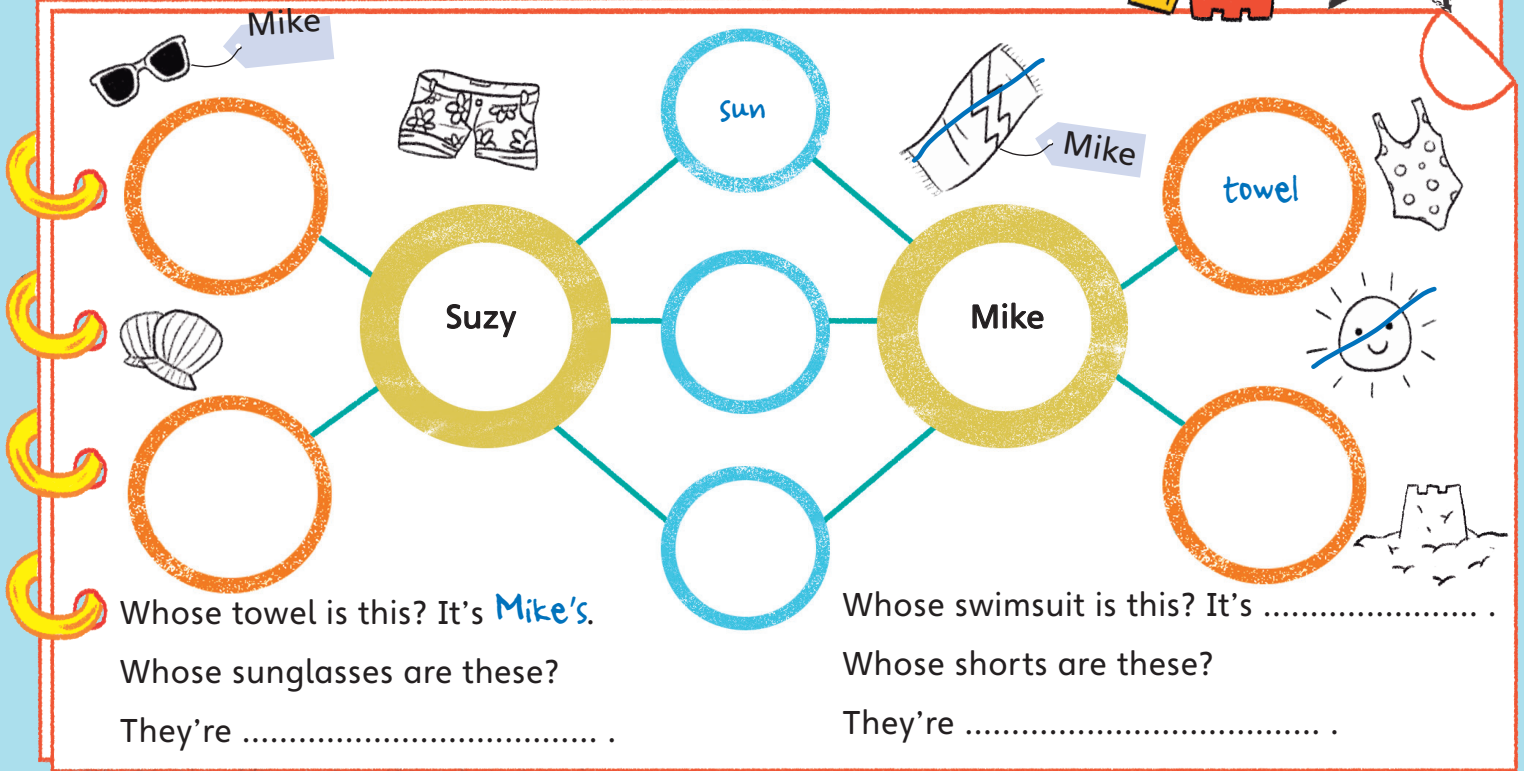 Mike
sun
Mike
towel
Suzy
Mike
Whose towel is this? It's Mike's.
Whose sunglasses are these?
They're ...................................... .
Whose swimsuit is this? It's ....................... .
Whose shorts are these?
They're ...................................... .